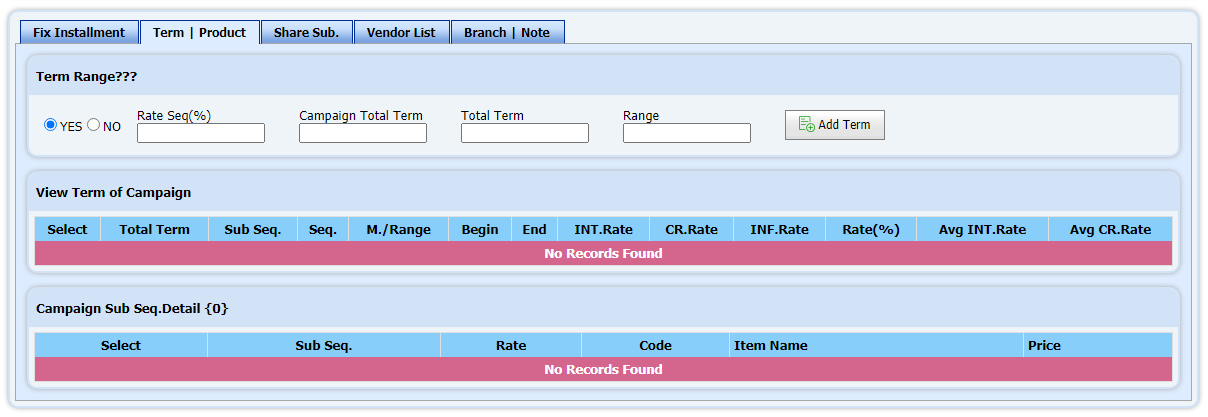 Fix Installment Term | Product Share Sub. Vendor List Branch | Note
Term Range???
YES NO Rate Seq(%) Campaign Total Term Total Term Range Add Term
View Term of Campaign
Select Total Term Sub Seq. Seq. M./Range Begin End INT.Rate CR.Rate INF.Rate Rate(%) Avg INT.Rate Avg CR.Rate
No Records Found
Campaign Sub Seq.Detail {0}
Select Sub Seq. Rate Code Item Name Price
No Records Found